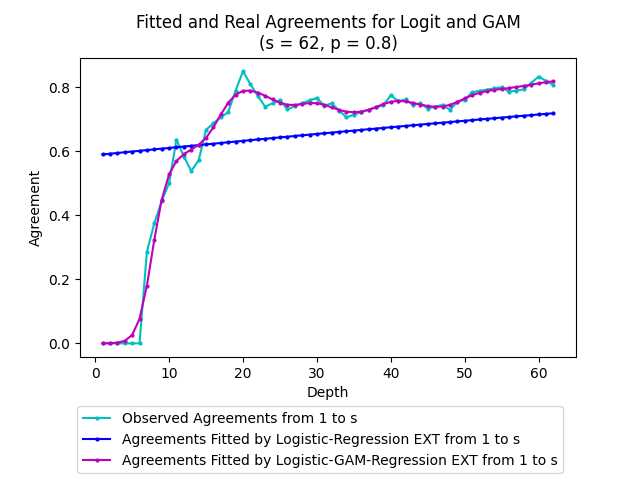 Fitted and Real Agreements for Logit and GAM
(s = 62, p = 0.8)
Agreement
0.8
0.6
0.4
0.2
0.0
0 10 20 30 40 50 60
Depth
Observed Agreements from 1 to s
Agreements Fitted by Logistic-Regression EXT from 1 to s
Agreements Fitted by Logistic-GAM-Regression EXT from 1 to s